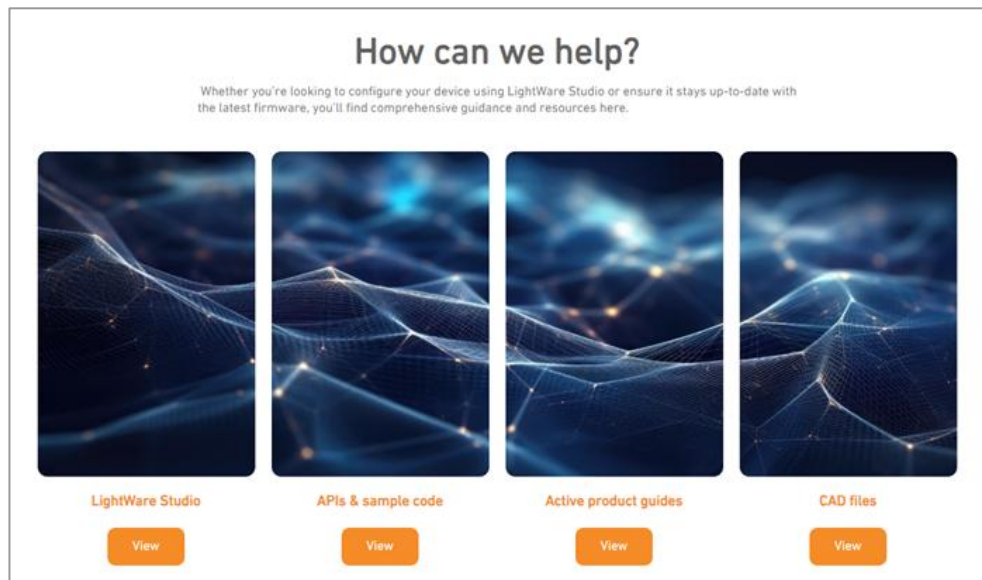 How can we help?
Whether you're looking to configure your device using LightWare Studio or ensure it stays up-to-date with
the latest firmware, you'll find comprehensive guidance and resources here.
LightWare Studio
APIs & sample code
Active product guides
CAD files
View
View
View
View